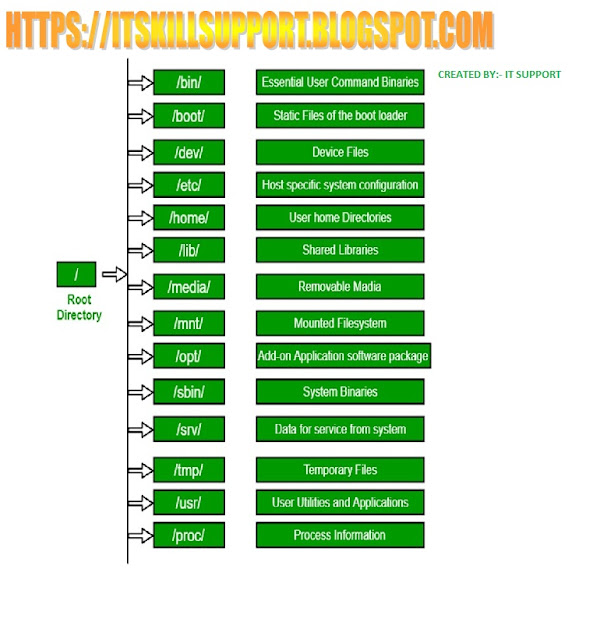 HTTPS://ITSKILLSUPPORT.BLOGSPOT.COM
CREATED BY:- IT SUPPORT
/bin/ Essential User Command Binaries
/boot/ Static Files of the boot loader
/dev/ Device Files
/etc/ Host specific system configuration
/home/ User home Directories
/lib/ Shared Libraries
/
Root
Directory
/media/ Removable Madia
/mnt/ Mounted Filesystem
/opt/ Add-on Application software package
/sbin/ System Binaries
/srv/ Data for service from system
/tmp/ Temporary Files
/usr/ User Utilities and Applications
/proc/ Process Information